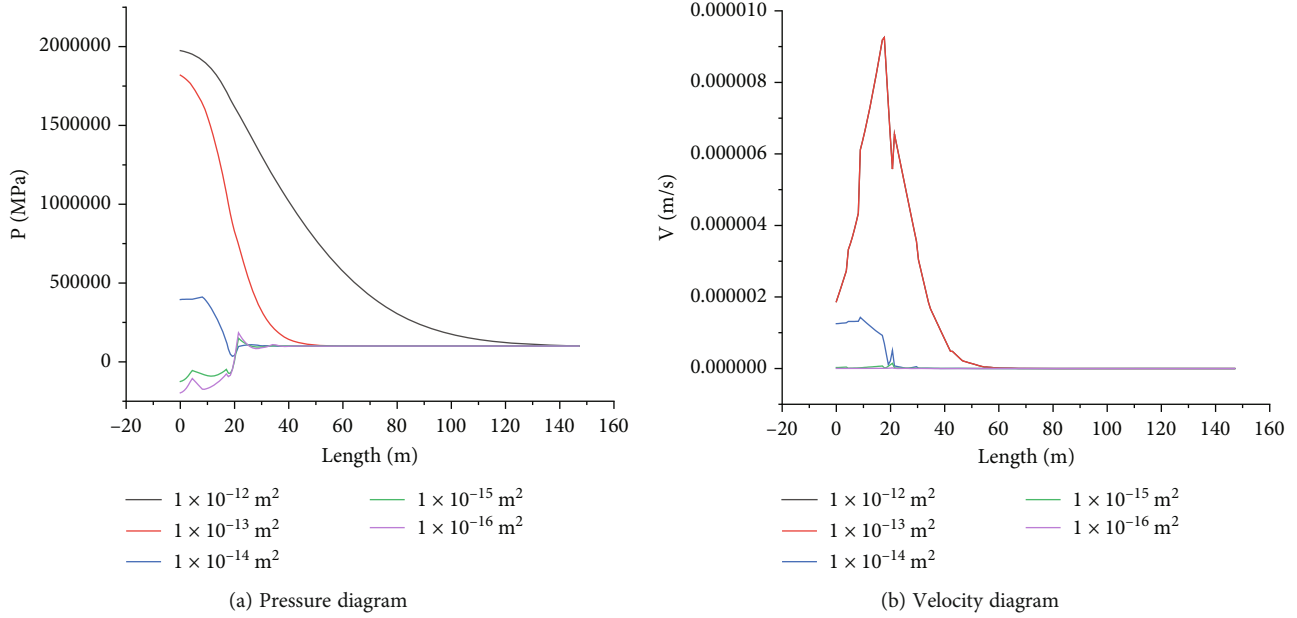 P (MPa)
2000000
1500000
1000000
500000
0
−20 0 20 40 60 80 100 120 140 160
Length (m)
1 × 10⁻¹² m²
1 × 10⁻¹³ m²
1 × 10⁻¹⁴ m²
1 × 10⁻¹⁵ m²
1 × 10⁻¹⁶ m²
(a) Pressure diagram
V (m/s)
0.000010
0.000008
0.000006
0.000004
0.000002
0.000000
−20 0 20 40 60 80 100 120 140 160
Length (m)
1 × 10⁻¹² m²
1 × 10⁻¹³ m²
1 × 10⁻¹⁴ m²
1 × 10⁻¹⁵ m²
1 × 10⁻¹⁶ m²
(b) Velocity diagram